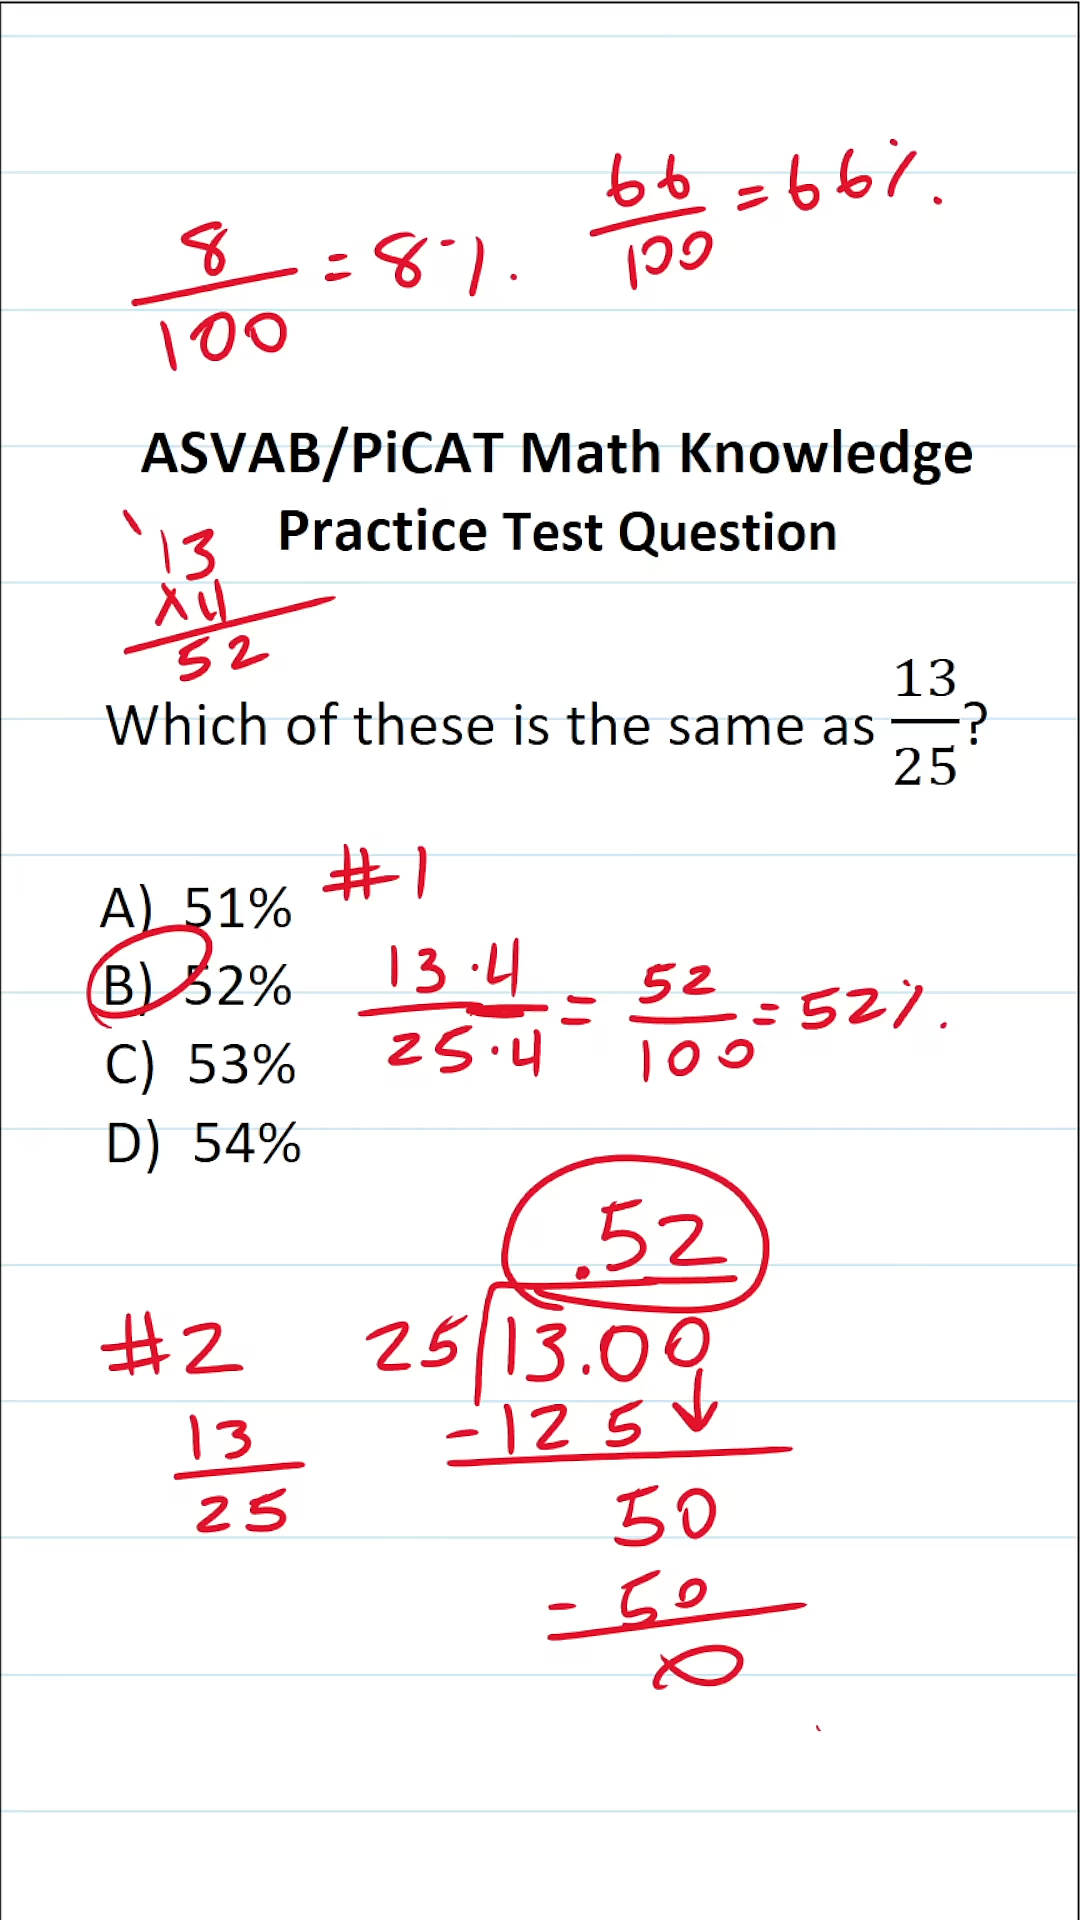 8/100 = 8%.
66/100 = 66%.
ASVAB/PiCAT Math Knowledge
Practice Test Question
1
13
x4
52
Which of these is the same as 13/25?
A) 51%
B) 52%
C) 53%
D) 54%
#1
13·4/25·4 = 52/100 = 52%.
#2
13/25
.52
25 13.00
-125
50
-50
0